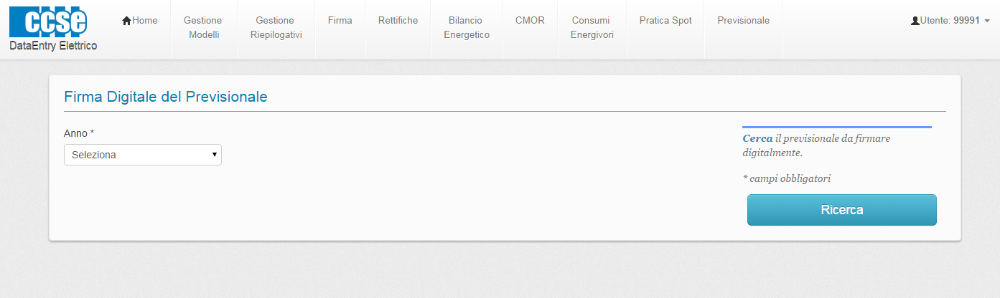 ccse
DataEntry Elettrico
Home
Gestione
Modelli
Gestione
Riepilogativi
Firma
Rettifiche
Bilancio
Energetico
CMOR
Consumi
Energivori
Pratica Spot
Previsionale
Utente: 99991
Firma Digitale del Previsionale
Anno *
Seleziona
Cerca il previsionale da firmare
digitalmente.
* campi obbligatori
Ricerca